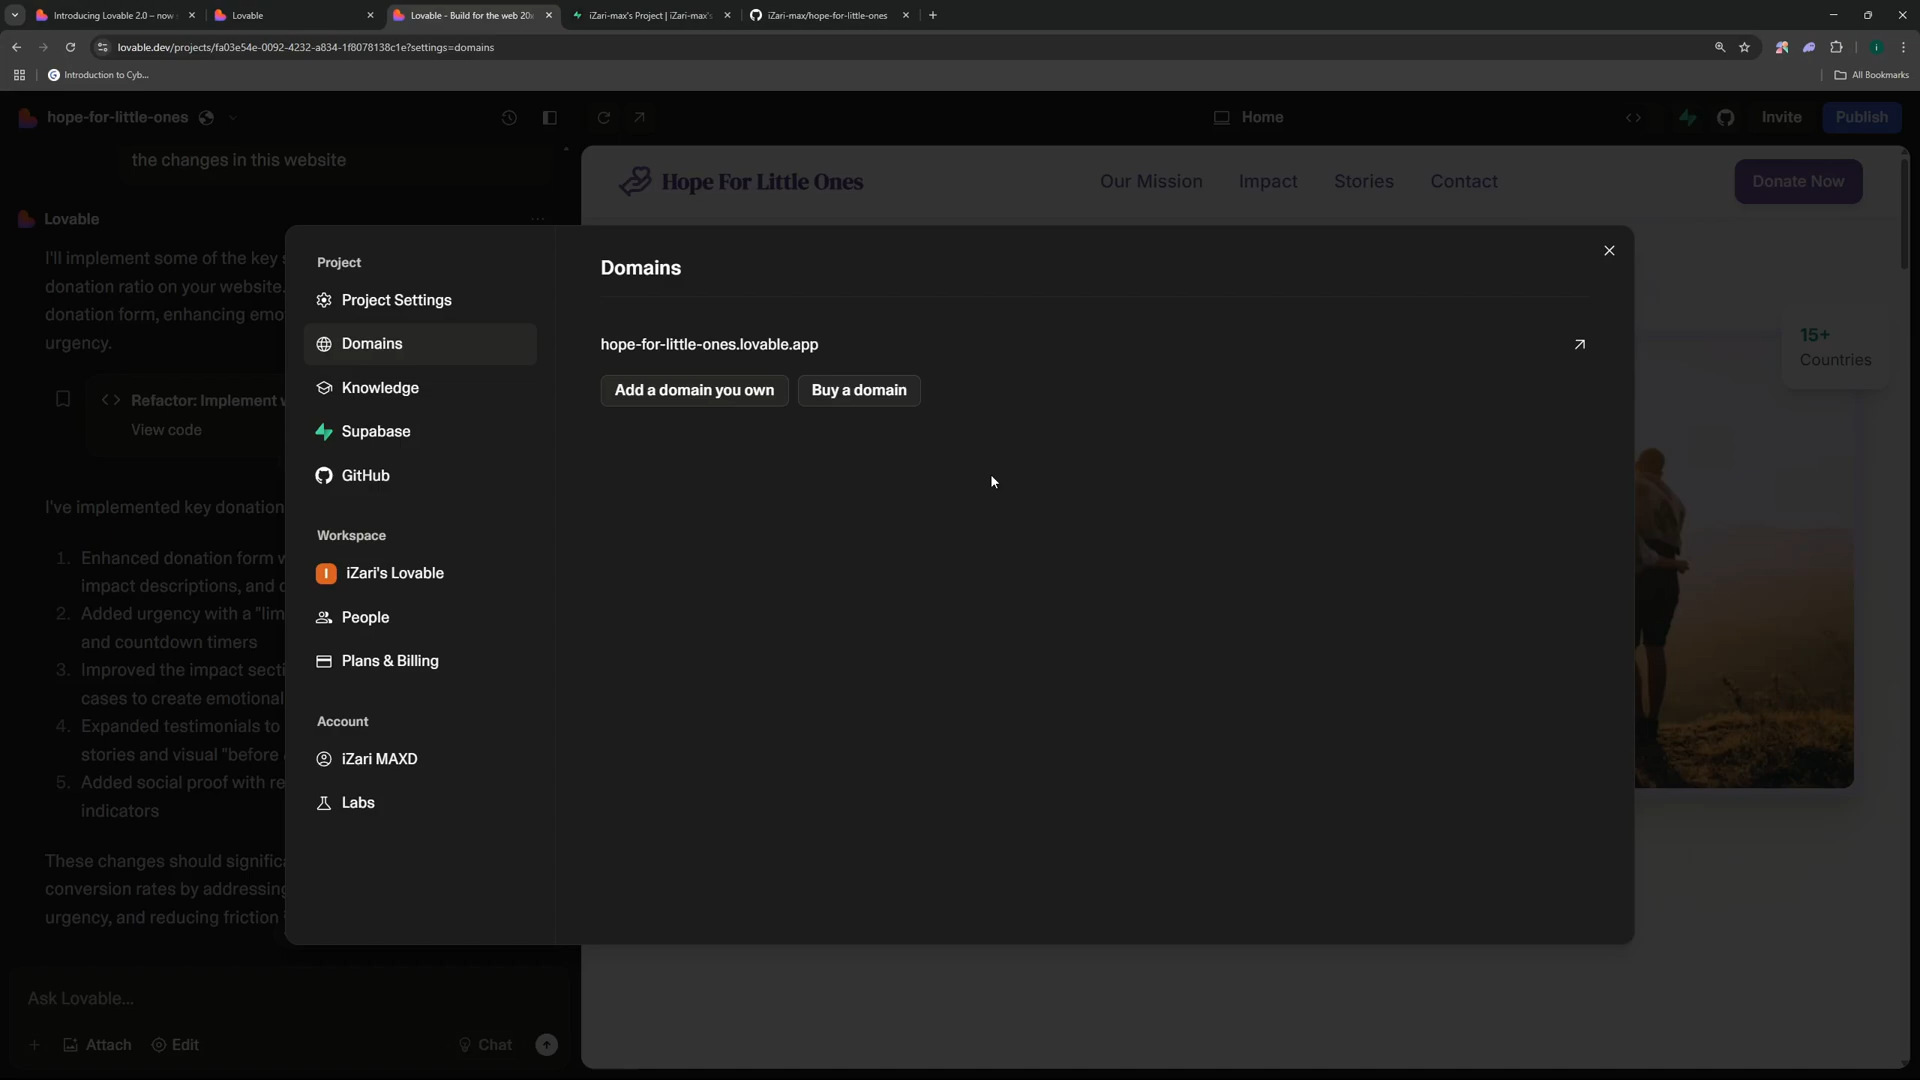 Introducing Lovable 2.0 – now
Lovable
Lovable - Build for the web 20x
iZari-max's Project | iZari-max's
iZari-max/hope-for-little-ones
lovable.dev/projects/fa03e54e-0092-4232-a834-1f8078138c1e?settings=domains
i
Introduction to Cyb...
All Bookmarks
hope-for-little-ones
Home
Invite
Publish
the changes in this website
Lovable
I'll implement some of the key
donation ratio on your website.
donation form, enhancing emo
urgency.
Refactor: Implement
View code
I've implemented key donation
1. Enhanced donation form
impact descriptions, and
2. Added urgency with a "lim
and countdown timers
3. Improved the impact secti
cases to create emotional
4. Expanded testimonials to
stories and visual "before
5. Added social proof with re
indicators
These changes should signific
conversion rates by addressing
urgency, and reducing friction
Ask Lovable...
Attach
Edit
Chat
Project
Project Settings
Domains
Knowledge
Supabase
GitHub
Workspace
I
iZari's Lovable
People
Plans & Billing
Account
iZari MAXD
Labs
Domains
hope-for-little-ones.lovable.app
Add a domain you own
Buy a domain
Hope For Little Ones
Our Mission
Impact
Stories
Contact
Donate Now
15+
Countries